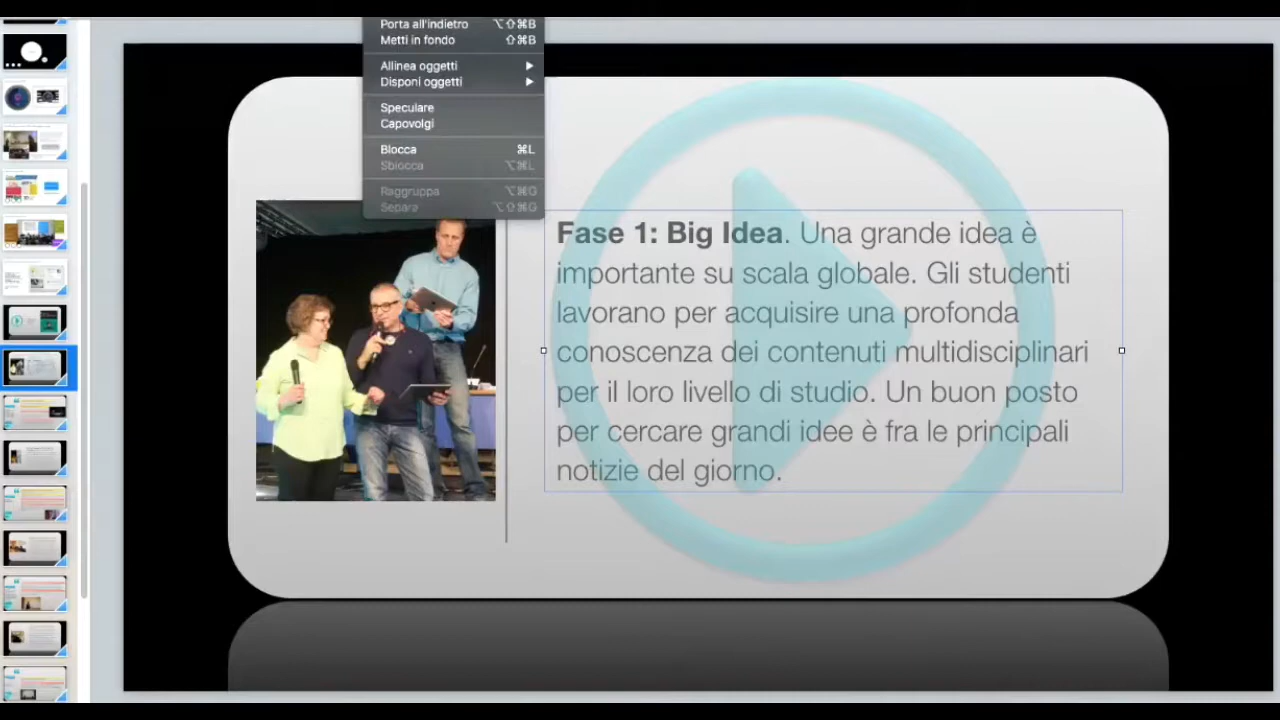 Porta all'indietro ⌥⇧⌘B
Metti in fondo ⇧⌘B
Allinea oggetti
Disponi oggetti
Speculare
Capovolgi
Blocca ⌘L
Sblocca ⌥⌘L
Raggruppa ⌥⌘G
Separa ⌥⇧⌘G
Fase 1: Big Idea. Una grande idea è
importante su scala globale. Gli studenti
lavorano per acquisire una profonda
conoscenza dei contenuti multidisciplinari
per il loro livello di studio. Un buon posto
per cercare grandi idee è fra le principali
notizie del giorno.